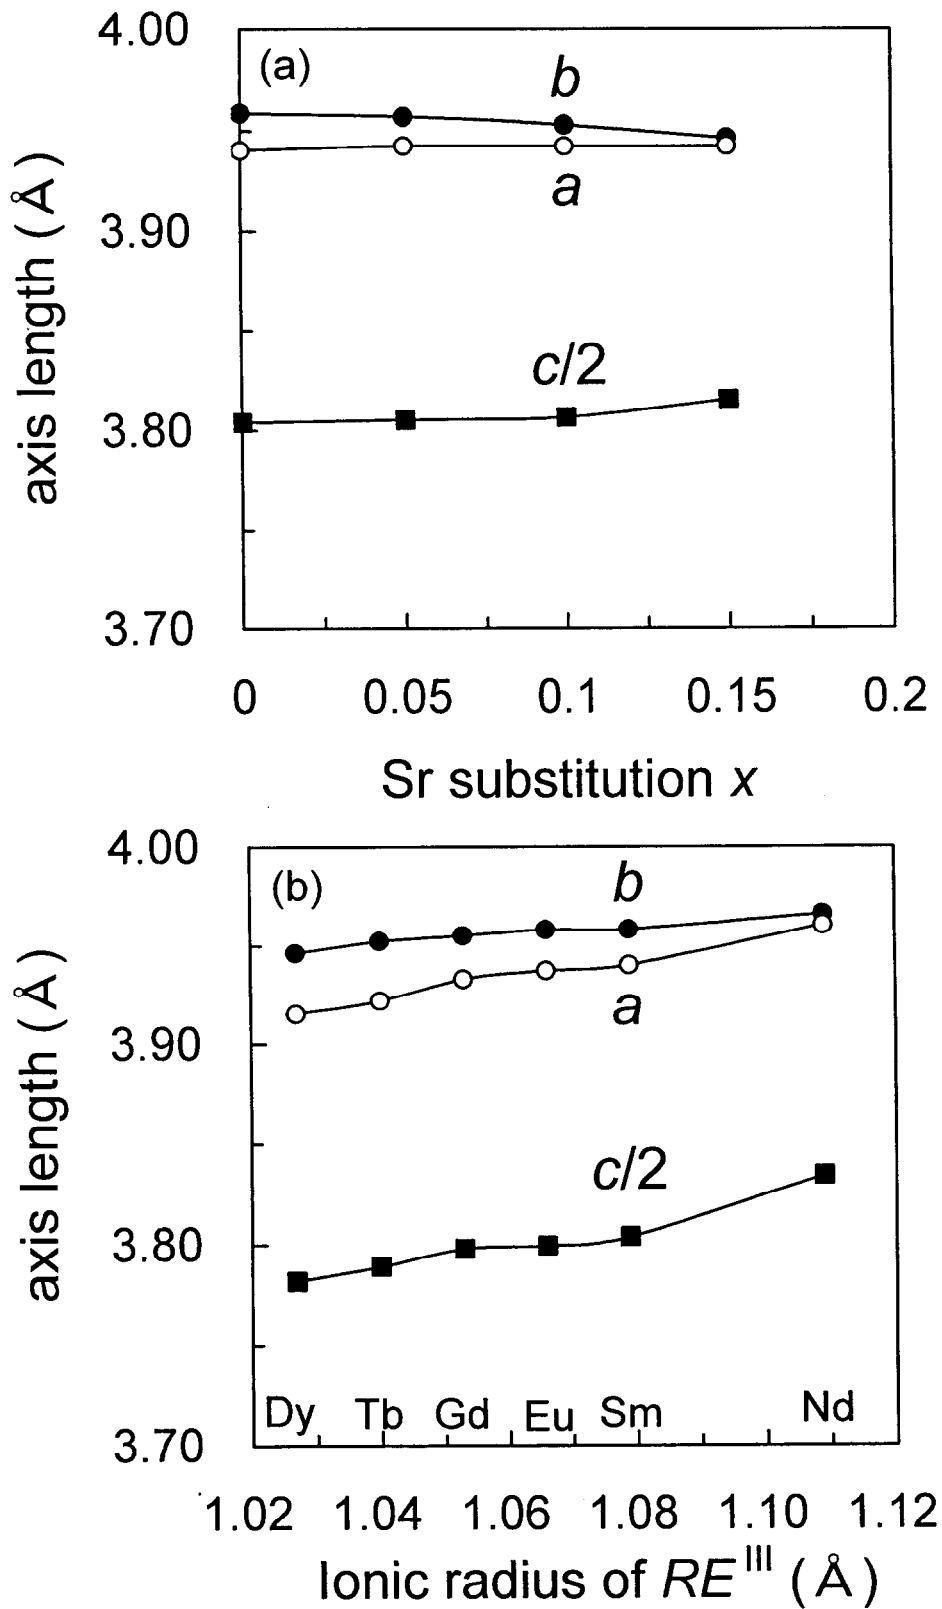 4.00
(a)
b
a
3.90
c/2
3.80
3.70
axis length (Å)
0 0.05 0.1 0.15 0.2
Sr substitution x
4.00
(b)
b
a
3.90
c/2
3.80
Dy Tb Gd Eu Sm Nd
3.70
axis length (Å)
1.02 1.04 1.06 1.08 1.10 1.12
Ionic radius of RE^III (Å)